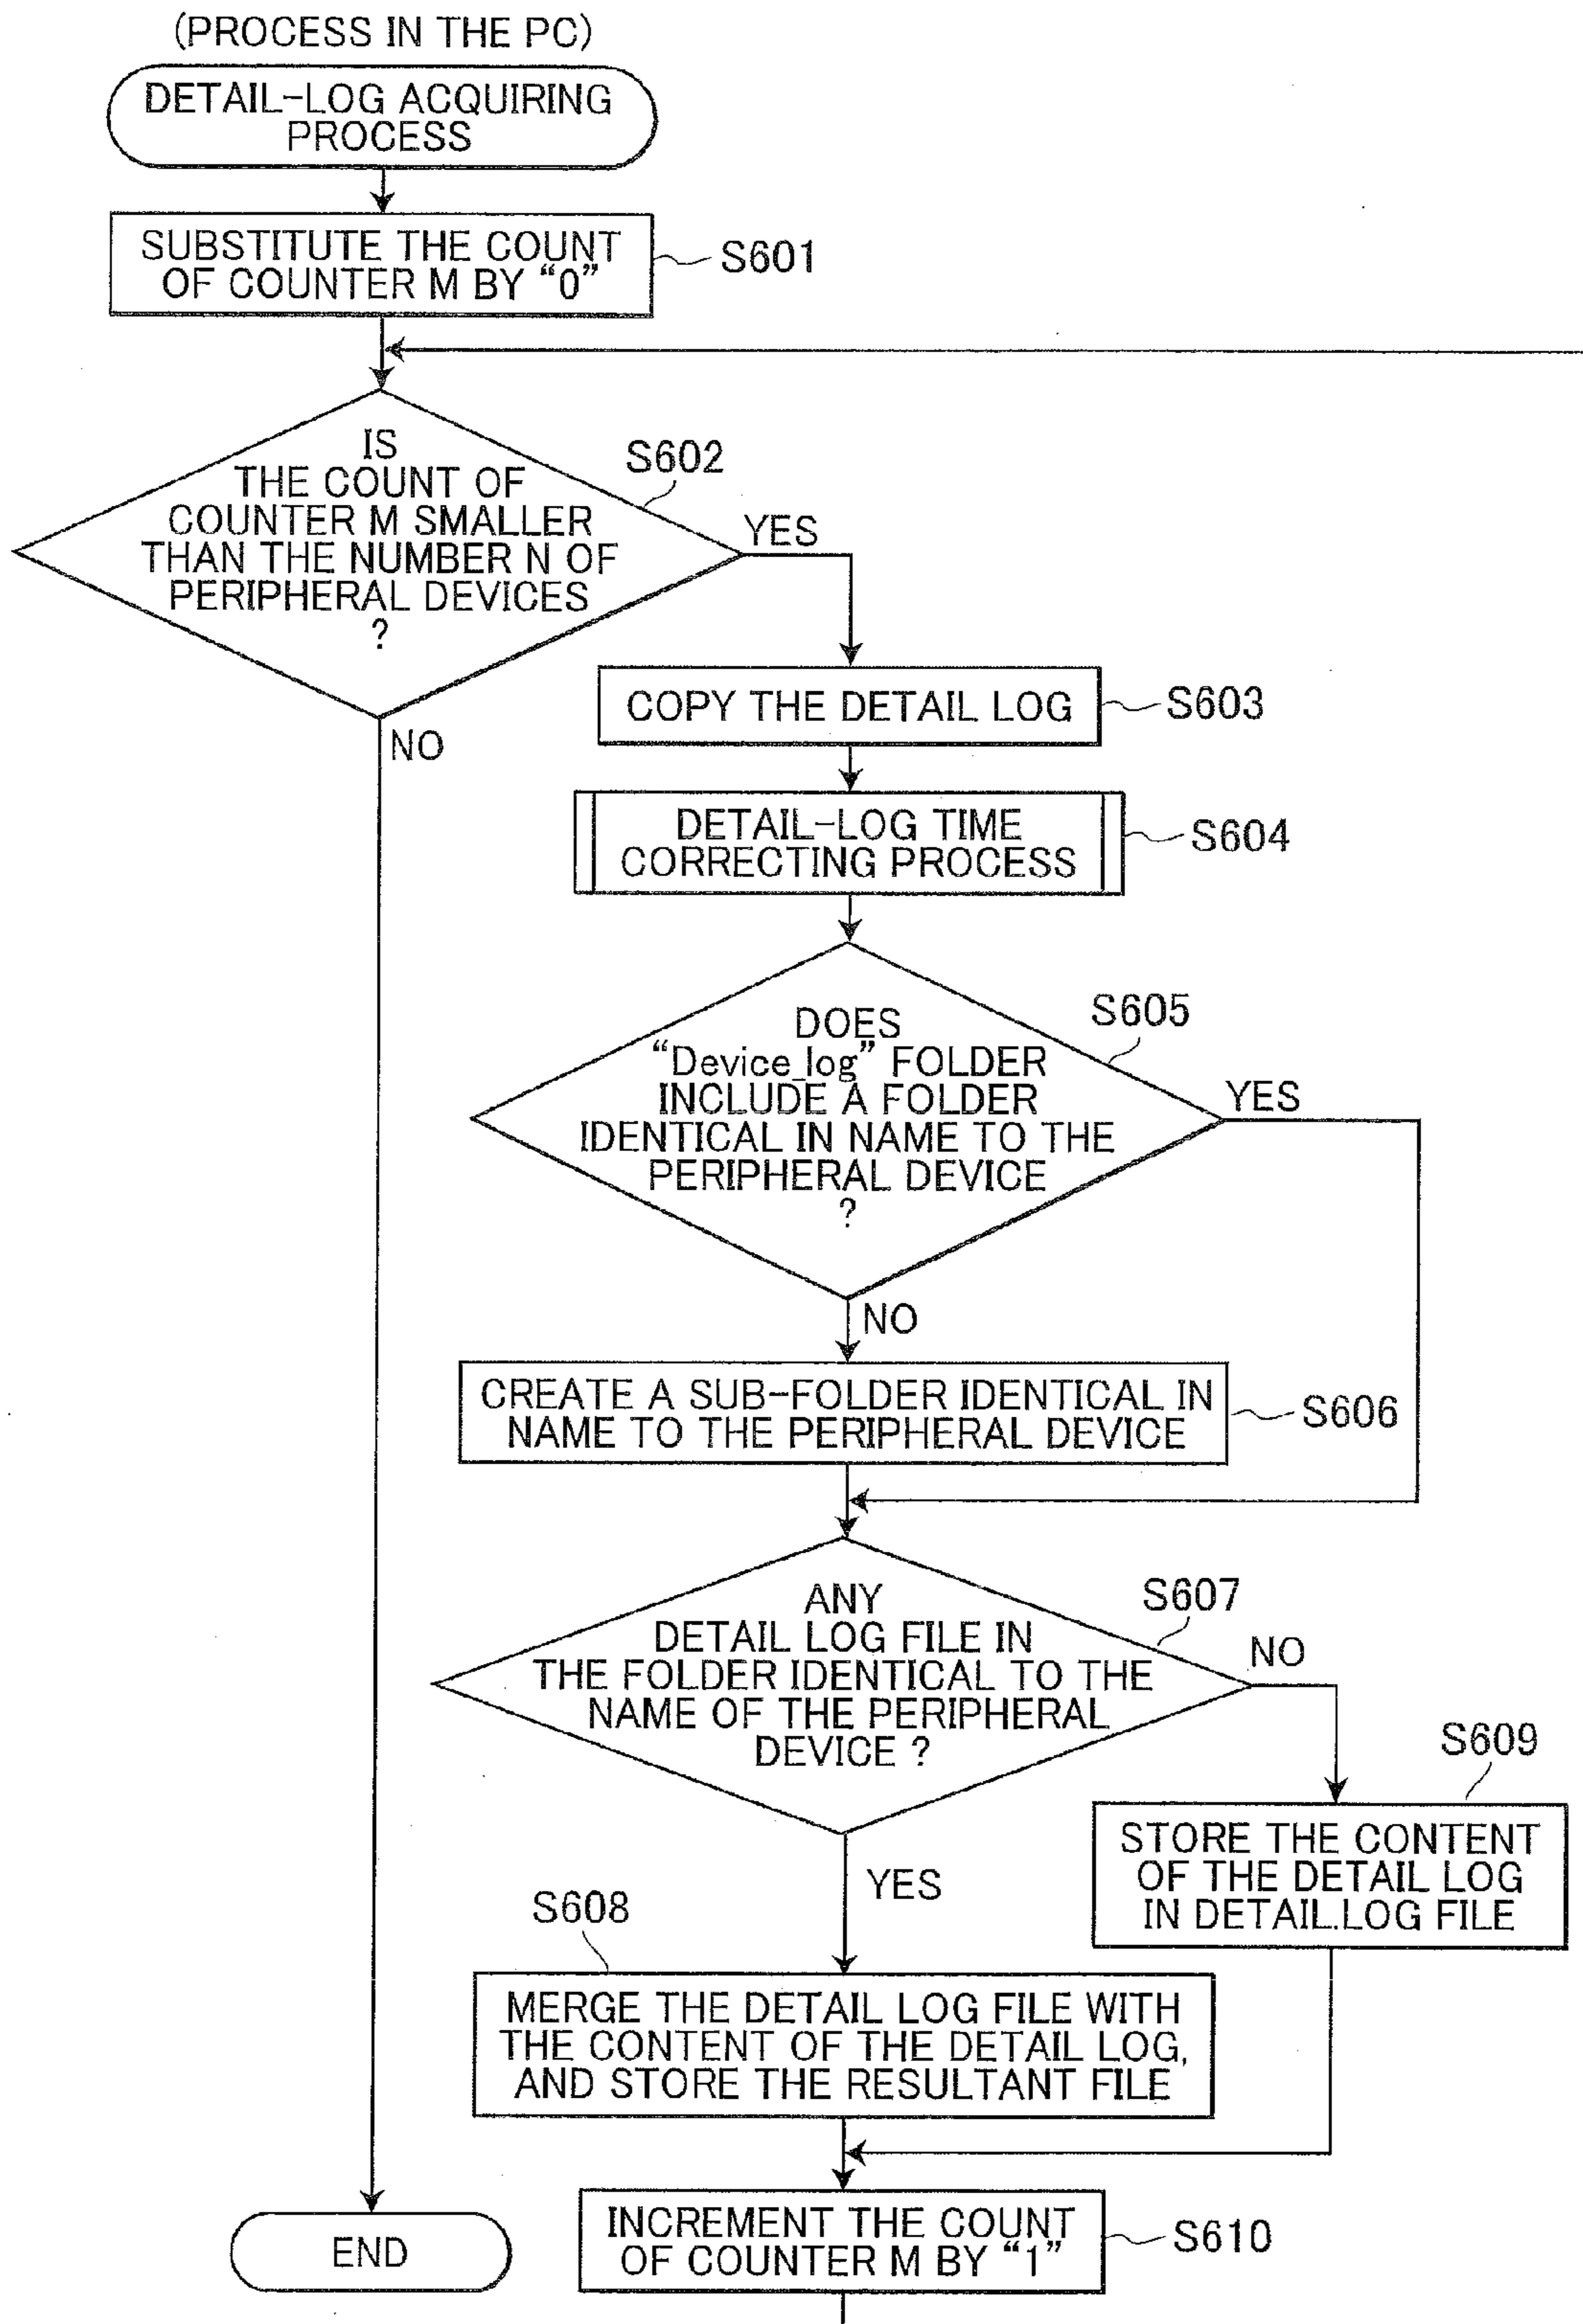 (PROCESS IN THE PC)
DETAIL-LOG ACQUIRING
PROCESS
SUBSTITUTE THE COUNT
OF COUNTER M BY “0”
S601
IS
THE COUNT OF
COUNTER M SMALLER
THAN THE NUMBER N OF
PERIPHERAL DEVICES
?
S602
YES
NO
COPY THE DETAIL LOG
S603
DETAIL-LOG TIME
CORRECTING PROCESS
S604
DOES
“Device_log” FOLDER
INCLUDE A FOLDER
IDENTICAL IN NAME TO THE
PERIPHERAL DEVICE
?
S605
YES
NO
CREATE A SUB-FOLDER IDENTICAL IN
NAME TO THE PERIPHERAL DEVICE
S606
ANY
DETAIL LOG FILE IN
THE FOLDER IDENTICAL TO THE
NAME OF THE PERIPHERAL
DEVICE ?
S607
NO
YES
S609
STORE THE CONTENT
OF THE DETAIL LOG
IN DETAIL.LOG FILE
S608
MERGE THE DETAIL LOG FILE WITH
THE CONTENT OF THE DETAIL LOG,
AND STORE THE RESULTANT FILE
INCREMENT THE COUNT
OF COUNTER M BY “1”
S610
END